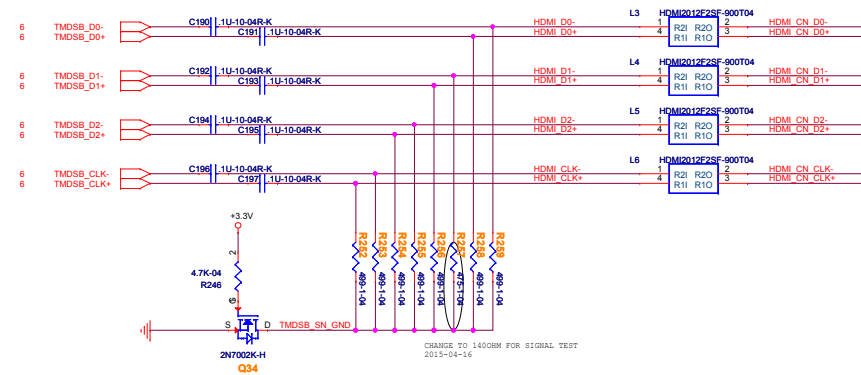 L3 HDMI2012F2SF-900T04
6 TMDSB_D0- C190 .1U-10-04R-K HDMI_D0- 1 R2I R2O 2 HDMI_CN_D0-
6 TMDSB_D0+ C191 .1U-10-04R-K HDMI_D0+ 4 R1I R1O 3 HDMI_CN_D0+
L4 HDMI2012F2SF-900T04
6 TMDSB_D1- C192 .1U-10-04R-K HDMI_D1- 1 R2I R2O 2 HDMI_CN_D1-
6 TMDSB_D1+ C193 .1U-10-04R-K HDMI_D1+ 4 R1I R1O 3 HDMI_CN_D1+
L5 HDMI2012F2SF-900T04
6 TMDSB_D2- C194 .1U-10-04R-K HDMI_D2- 1 R2I R2O 2 HDMI_CN_D2-
6 TMDSB_D2+ C195 .1U-10-04R-K HDMI_D2+ 4 R1I R1O 3 HDMI_CN_D2+
L6 HDMI2012F2SF-900T04
6 TMDSB_CLK- C196 .1U-10-04R-K HDMI_CLK- 1 R2I R2O 2 HDMI_CN_CLK-
6 TMDSB_CLK+ C197 .1U-10-04R-K HDMI_CLK+ 4 R1I R1O 3 HDMI_CN_CLK+
+3.3V
R252 R253 R254 R255 R256 R257 R258 R259
2
4.7K-04
R246
499-1-04 499-1-04 499-1-04 499-1-04 499-1-04 475-1-04 499-1-04 499-1-04
G
S D TMDSB_SN_GND
2N7002K-H
Q34
CHANGE TO 140OHM FOR SIGNAL TEST
2015-04-16